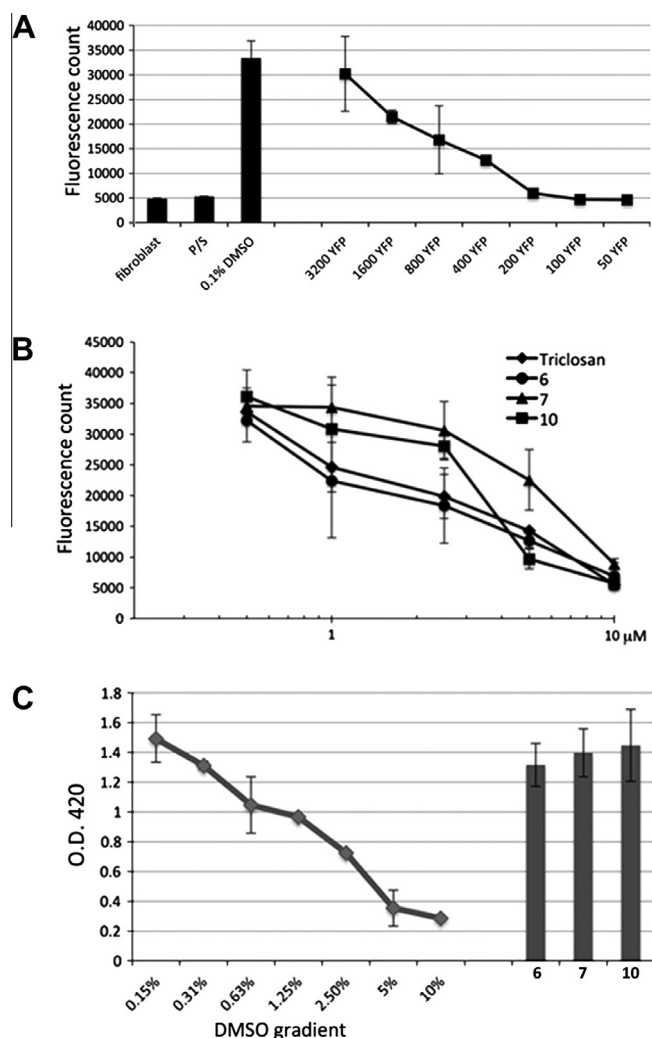 A
Fluorescence count
40000
35000
30000
25000
20000
15000
10000
5000
0
fibroblast
P/S
0.1% DMSO
3200 YFP
1600 YFP
800 YFP
400 YFP
200 YFP
100 YFP
50 YFP
B
Fluorescence count
45000
40000
35000
30000
25000
20000
15000
10000
5000
0
Triclosan
6
7
10
1
10 μM
C
O.D. 420
1.8
1.6
1.4
1.2
1
0.8
0.6
0.4
0.2
0
0.15%
0.31%
0.63%
1.25%
2.50%
5%
10%
6
7
10
DMSO gradient